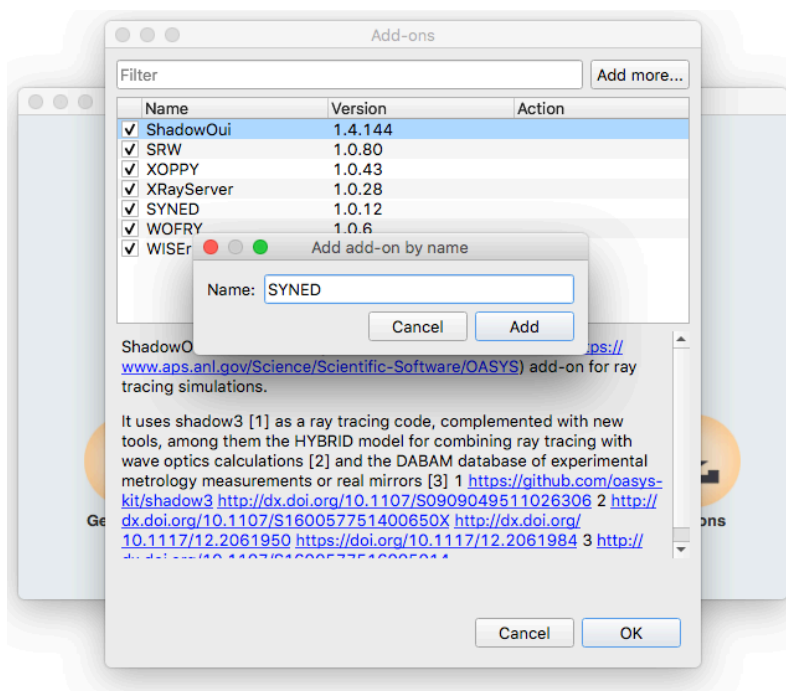 Add-ons
Filter
Add more...
Name Version Action
ShadowOui 1.4.144
SRW 1.0.80
XOPPY 1.0.43
XRayServer 1.0.28
SYNED 1.0.12
WOFRY 1.0.6
WISEr
Add add-on by name
Name: SYNED
Cancel Add
ShadowO ps://
www.aps.anl.gov/Science/Scientific-Software/OASYS) add-on for ray
tracing simulations.
It uses shadow3 [1] as a ray tracing code, complemented with new
tools, among them the HYBRID model for combining ray tracing with
wave optics calculations [2] and the DABAM database of experimental
metrology measurements or real mirrors [3] 1 https://github.com/oasys-
kit/shadow3 http://dx.doi.org/10.1107/S0909049511026306 2 http://
dx.doi.org/10.1107/S160057751400650X http://dx.doi.org/
10.1117/12.2061950 https://doi.org/10.1117/12.2061984 3 http://
Ge ons
Cancel OK